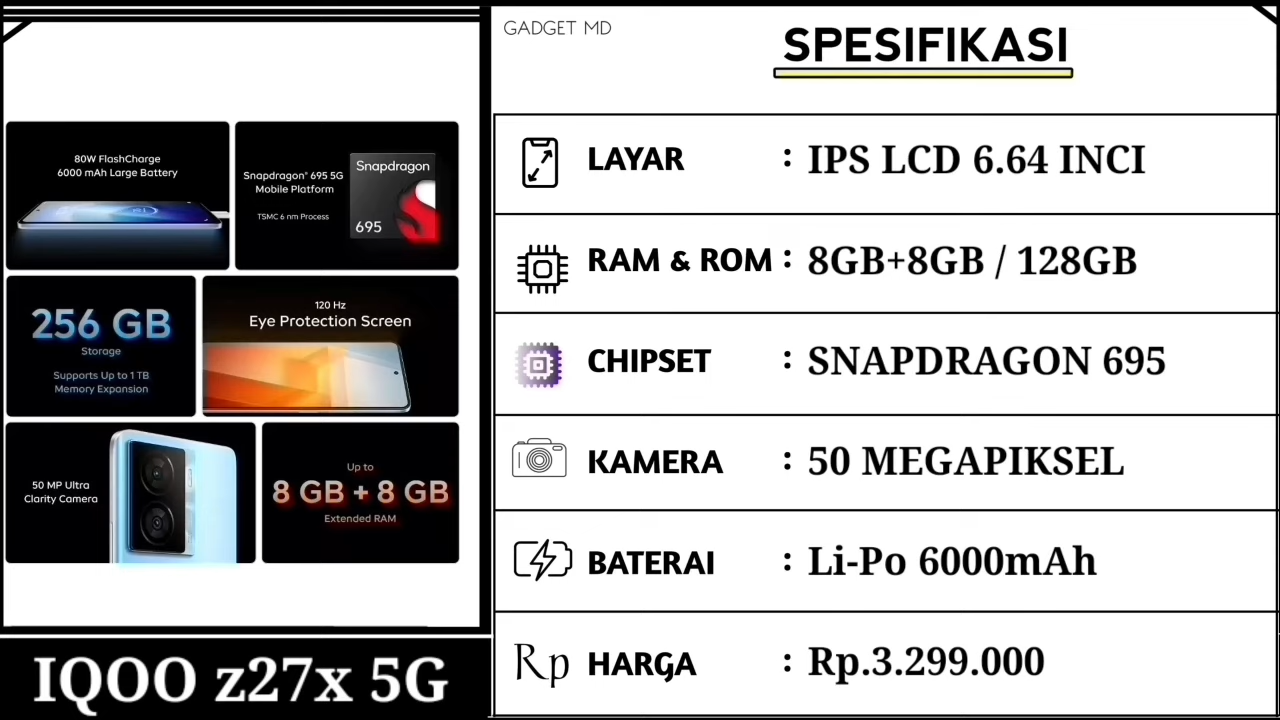 80W FlashCharge
6000 mAh Large Battery
Snapdragon® 695 5G
Mobile Platform
TSMC 6 nm Process
Snapdragon
695
256 GB
Storage
Supports Up to 1 TB
Memory Expansion
120 Hz
Eye Protection Screen
50 MP Ultra
Clarity Camera
Up to
8 GB + 8 GB
Extended RAM
IQOO z27x 5G
GADGET MD
SPESIFIKASI
LAYAR : IPS LCD 6.64 INCI
RAM & ROM : 8GB+8GB / 128GB
CHIPSET : SNAPDRAGON 695
KAMERA : 50 MEGAPIKSEL
BATERAI : Li-Po 6000mAh
Rp HARGA : Rp.3.299.000